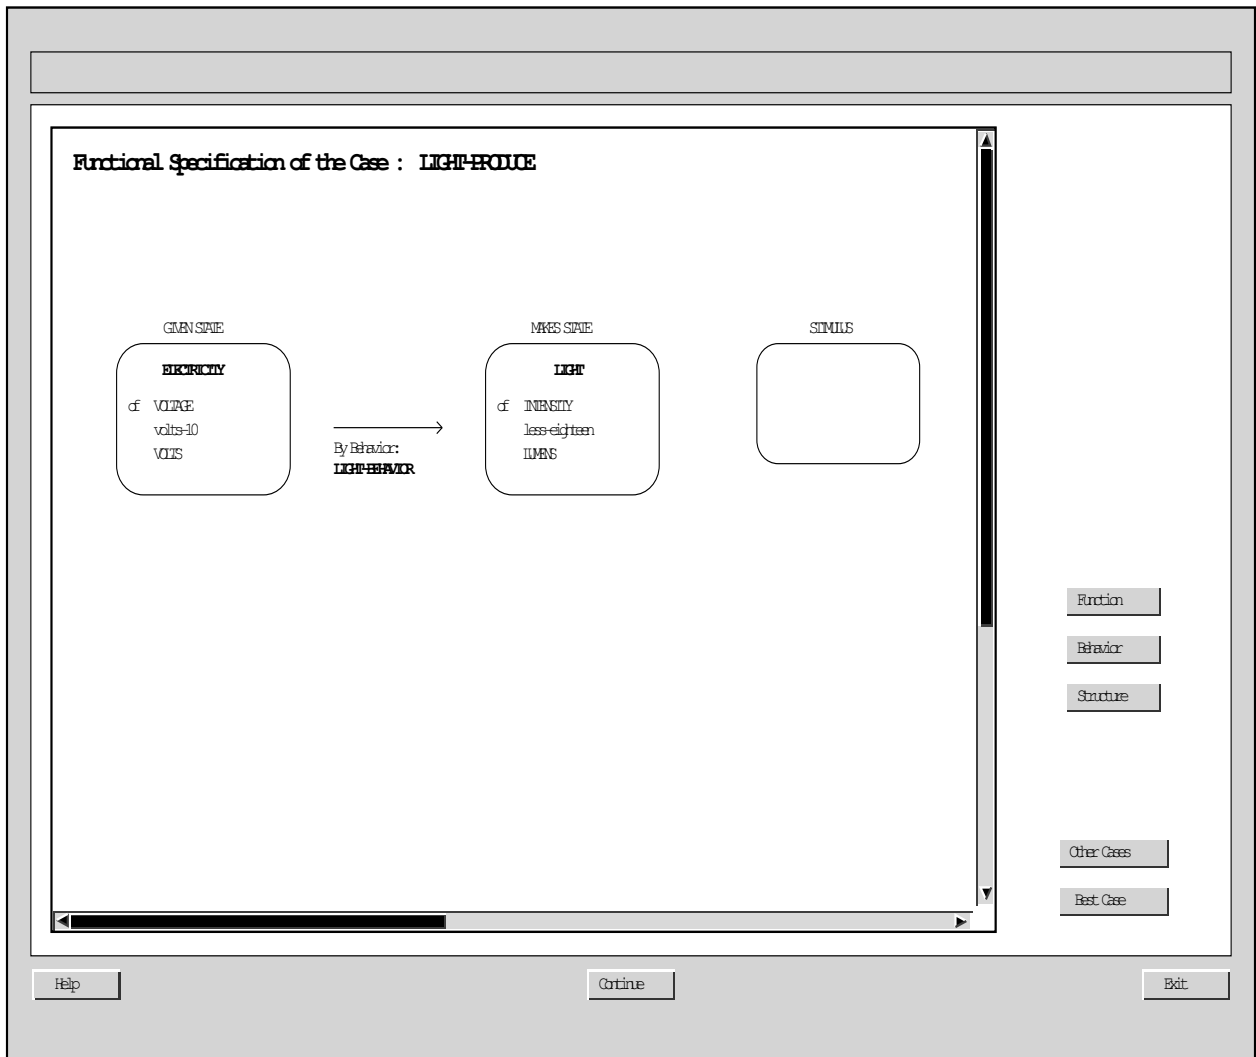 Functional Specification of the Case : LIGHT-PRODUCE
GIVEN STATE
MAKES STATE
STIMULUS
ELECTRICITY
of VOLTAGE
volts-10
VOLTS
By Behavior:
LIGHT-BEHAVIOR
LIGHT
of INTENSITY
less-eighteen
LUMENS
Function
Behavior
Structure
Other Cases
Best Case
Help
Continue
Exit